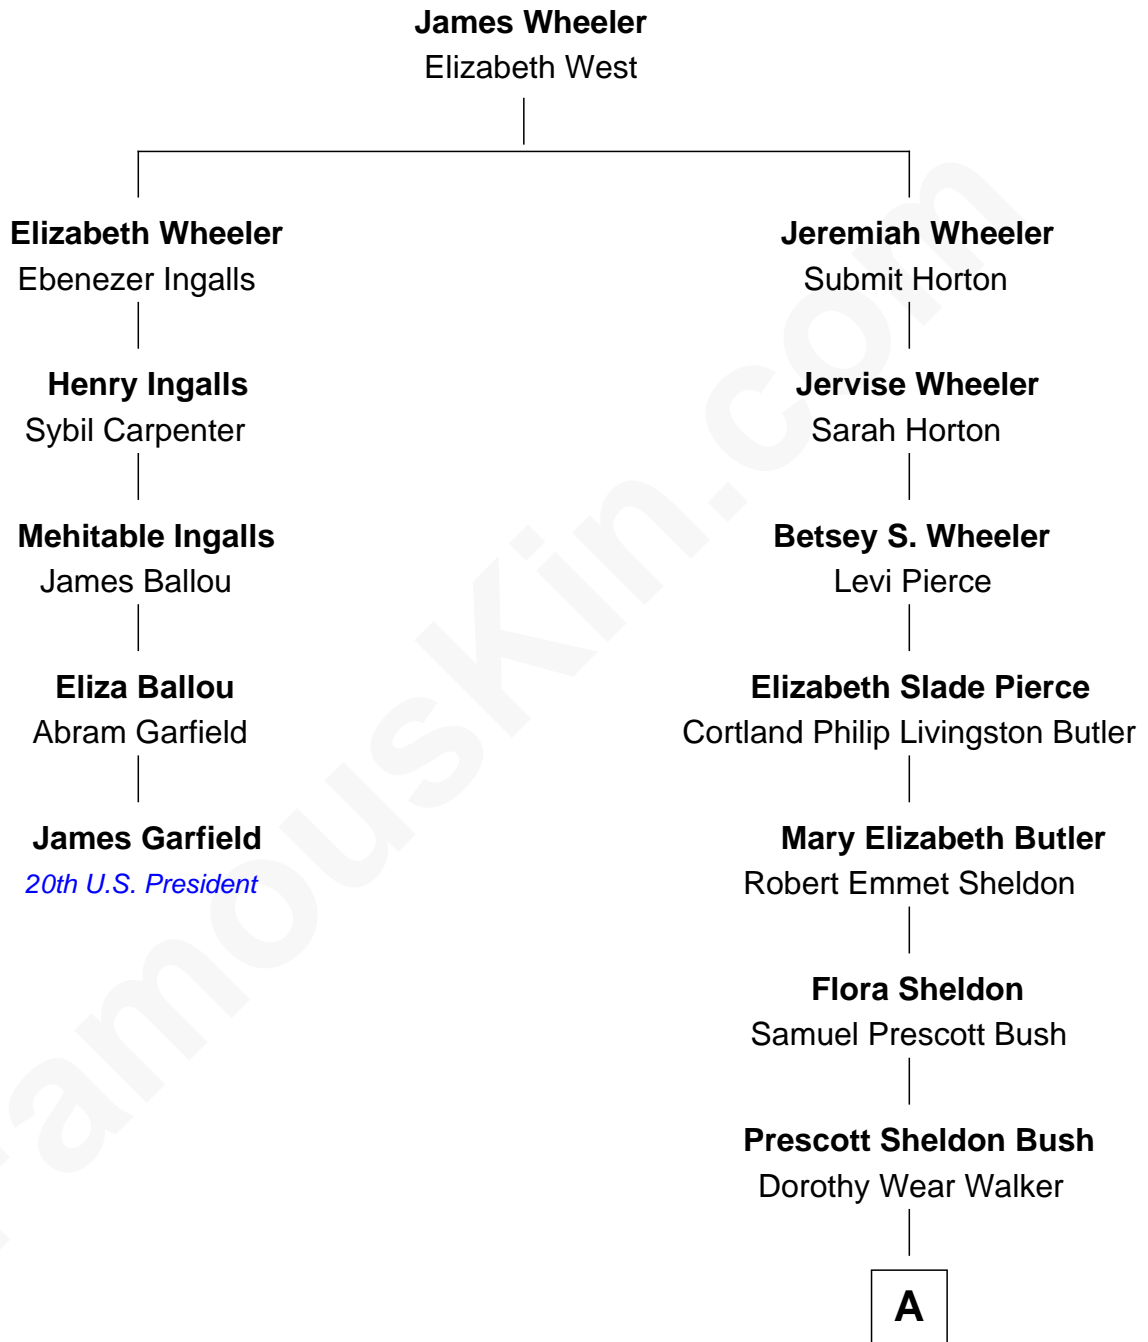 James Wheeler
Elizabeth West
Elizabeth Wheeler
Ebenezer Ingalls
Henry Ingalls
Sybil Carpenter
Mehitable Ingalls
James Ballou
Eliza Ballou
Abram Garfield
James Garfield
20th U.S. President
Jeremiah Wheeler
Submit Horton
Jervise Wheeler
Sarah Horton
Betsey S. Wheeler
Levi Pierce
Elizabeth Slade Pierce
Cortland Philip Livingston Butler
Mary Elizabeth Butler
Robert Emmet Sheldon
Flora Sheldon
Samuel Prescott Bush
Prescott Sheldon Bush
Dorothy Wear Walker
A
FamousKin.com